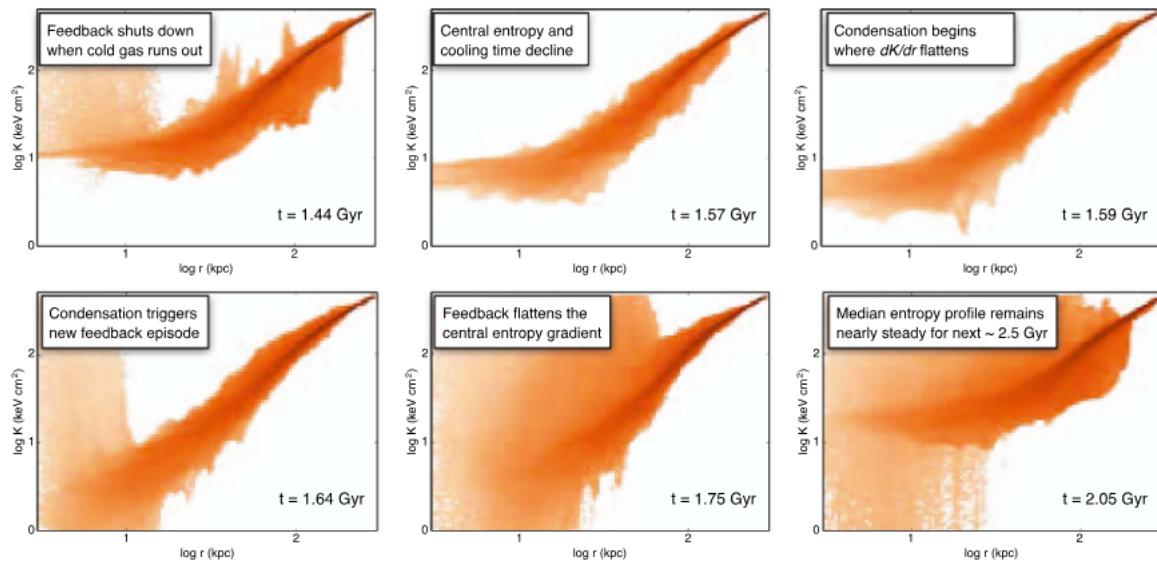 Feedback shuts down
when cold gas runs out
log K (keV cm²)
2
1
0
t = 1.44 Gyr
1
2
log r (kpc)
Central entropy and
cooling time decline
log K (keV cm²)
2
1
0
t = 1.57 Gyr
1
2
log r (kpc)
Condensation begins
where dK/dr flattens
log K (keV cm²)
2
1
0
t = 1.59 Gyr
1
2
log r (kpc)
Condensation triggers
new feedback episode
log K (keV cm²)
2
1
0
t = 1.64 Gyr
1
2
log r (kpc)
Feedback flattens the
central entropy gradient
log K (keV cm²)
2
1
0
t = 1.75 Gyr
1
2
log r (kpc)
Median entropy profile remains
nearly steady for next ~ 2.5 Gyr
log K (keV cm²)
2
1
0
t = 2.05 Gyr
1
2
log r (kpc)